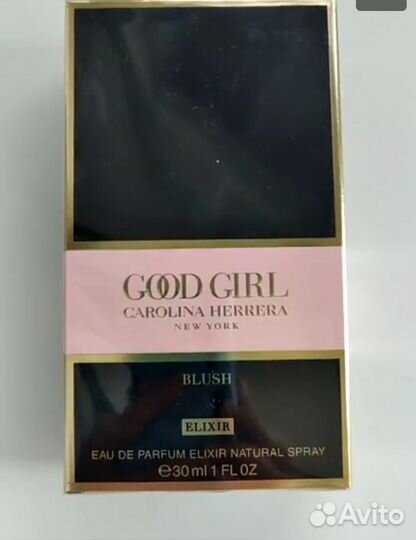 GOOD GIRL
CAROLINA HERRERA
NEW YORK
BLUSH
ELIXIR
EAU DE PARFUM ELIXIR NATURAL SPRAY
℮30 ml 1 FL OZ
Avito